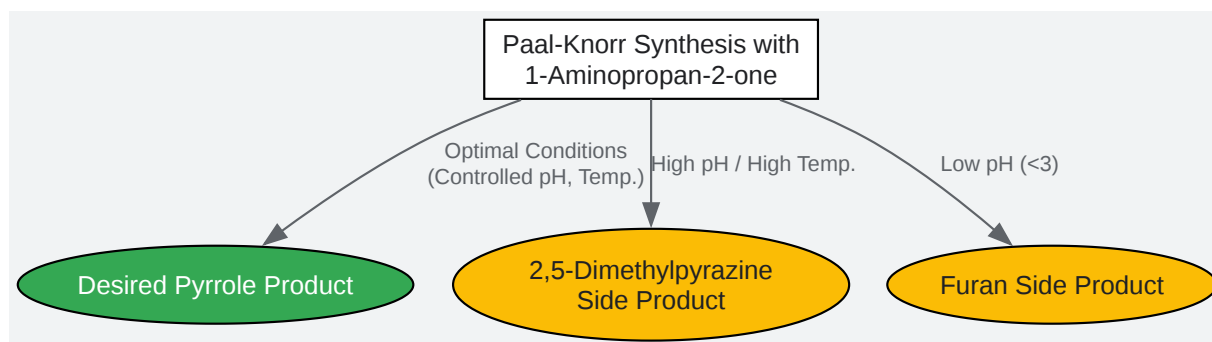 Paal-Knorr Synthesis with
1-Aminopropan-2-one
Optimal Conditions
(Controlled pH, Temp.)
High pH / High Temp.
Low pH (<3)
Desired Pyrrole Product
2,5-Dimethylpyrazine
Side Product
Furan Side Product